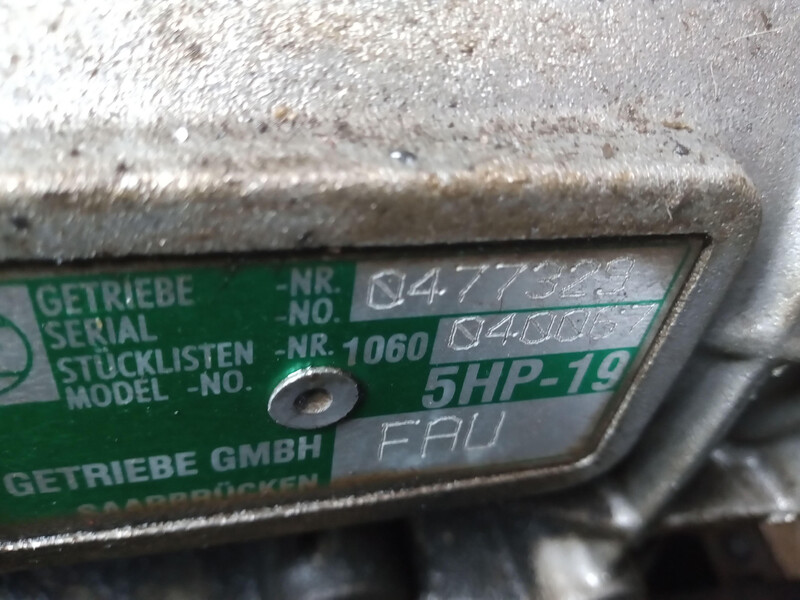 GETRIEBE -NR. 0477329
SERIAL -NO.
STÜCKLISTEN -NR. 1060 040067
MODEL -NO. 5HP-19
GETRIEBE GMBH FAU
SAARBRÜCKEN